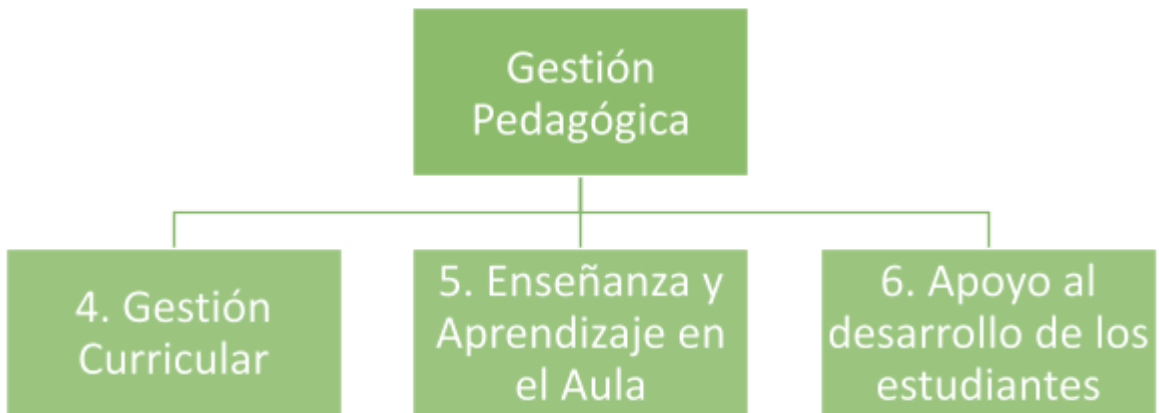 Gestión
Pedagógica
4. Gestión
Curricular
5. Enseñanza y
Aprendizaje en
el Aula
6. Apoyo al
desarrollo de los
estudiantes